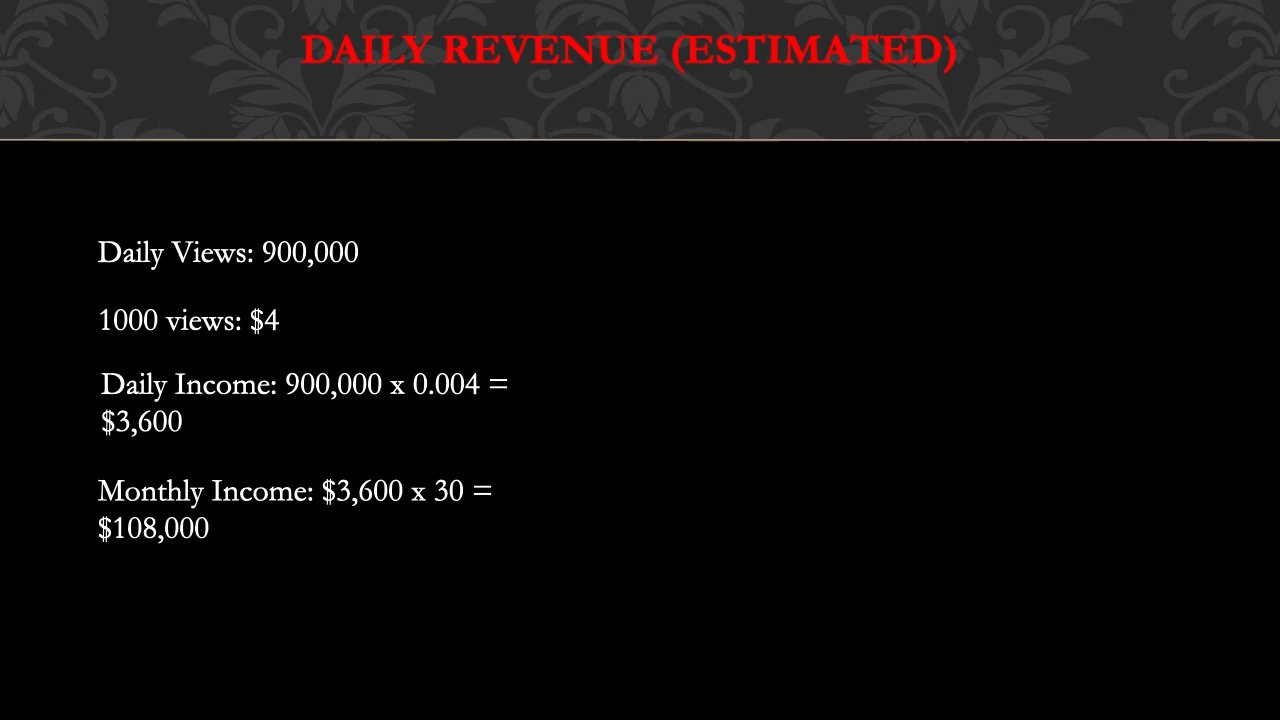 DAILY REVENUE (ESTIMATED)
Daily Views: 900,000
1000 views: $4
Daily Income: 900,000 x 0.004 =
$3,600
Monthly Income: $3,600 x 30 =
$108,000